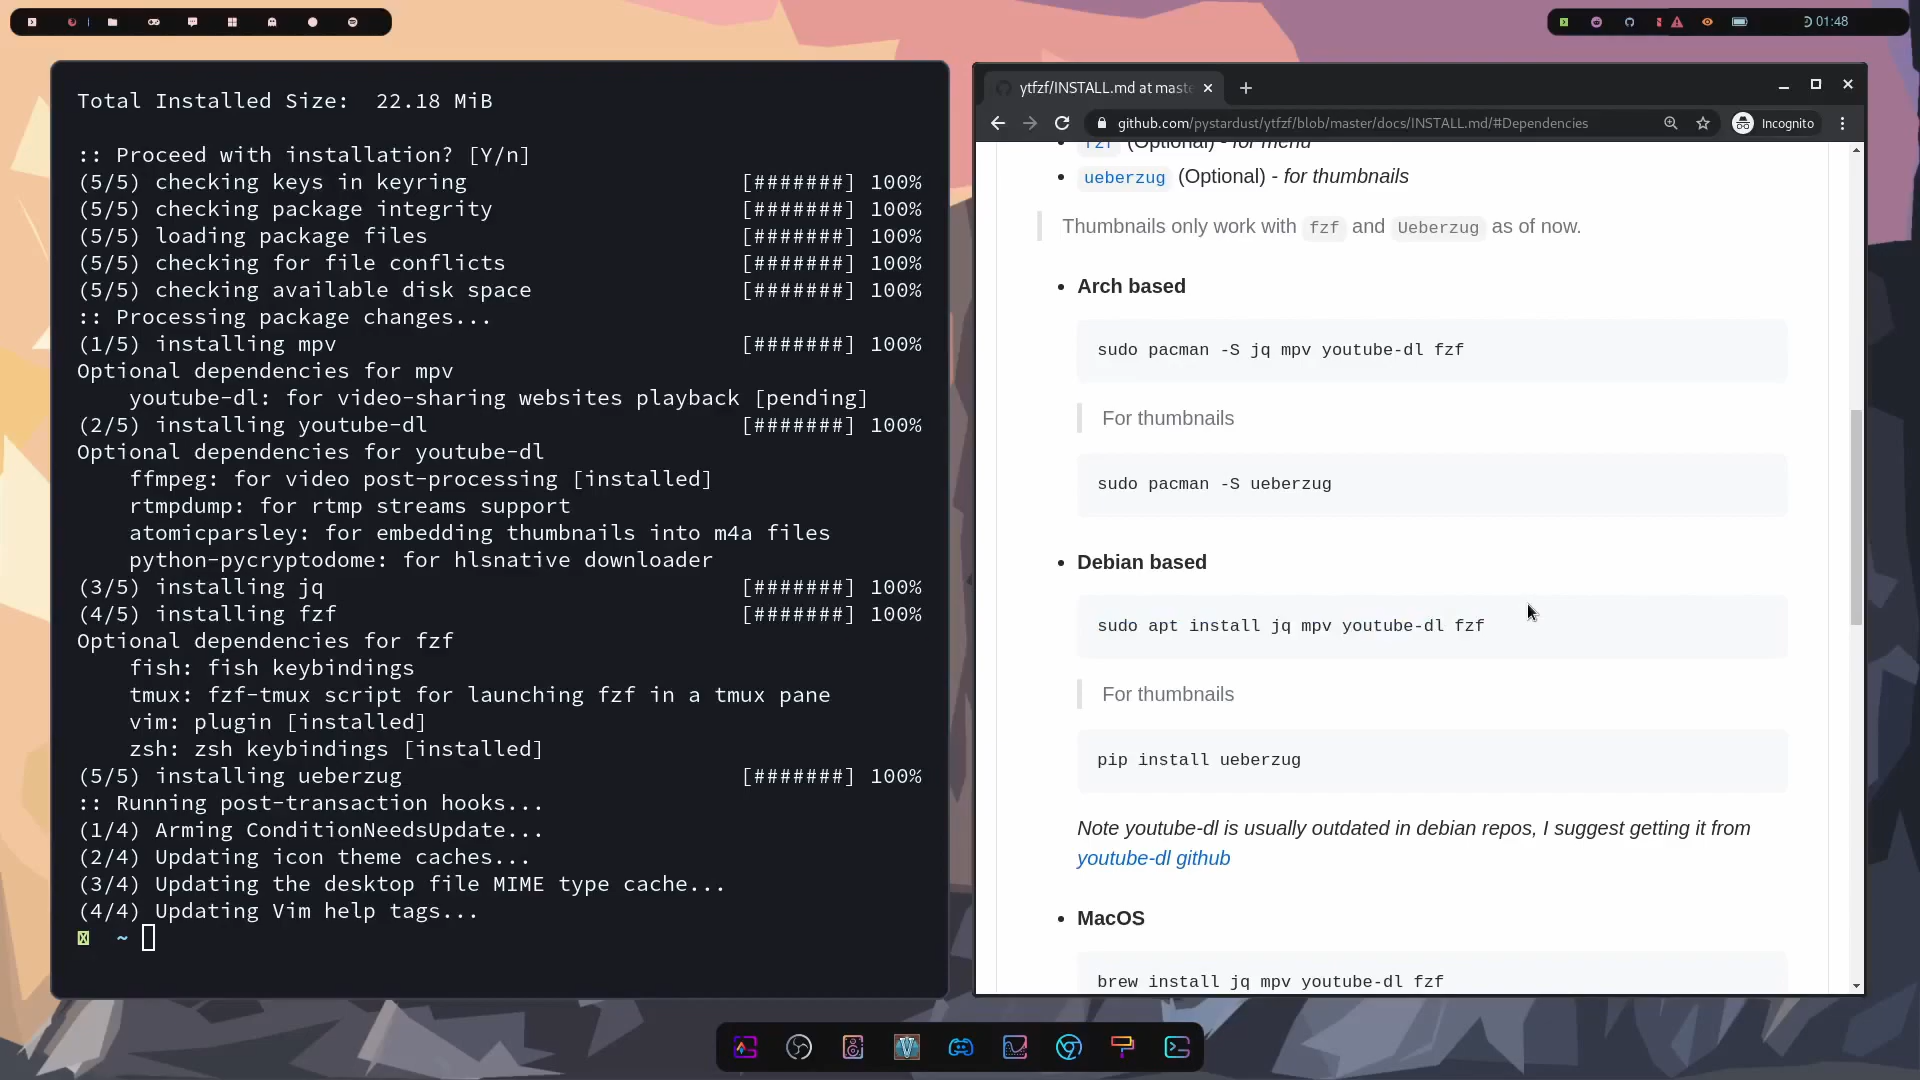 01:48
Total Installed Size:  22.18 MiB
:: Proceed with installation? [Y/n]
(5/5) checking keys in keyring [#######] 100%
(5/5) checking package integrity [#######] 100%
(5/5) loading package files [#######] 100%
(5/5) checking for file conflicts [#######] 100%
(5/5) checking available disk space [#######] 100%
:: Processing package changes...
(1/5) installing mpv [#######] 100%
Optional dependencies for mpv
youtube-dl: for video-sharing websites playback [pending]
(2/5) installing youtube-dl [#######] 100%
Optional dependencies for youtube-dl
ffmpeg: for video post-processing [installed]
rtmpdump: for rtmp streams support
atomicparsley: for embedding thumbnails into m4a files
python-pycryptodome: for hlsnative downloader
(3/5) installing jq [#######] 100%
(4/5) installing fzf [#######] 100%
Optional dependencies for fzf
fish: fish keybindings
tmux: fzf-tmux script for launching fzf in a tmux pane
vim: plugin [installed]
zsh: zsh keybindings [installed]
(5/5) installing ueberzug [#######] 100%
:: Running post-transaction hooks...
(1/4) Arming ConditionNeedsUpdate...
(2/4) Updating icon theme caches...
(3/4) Updating the desktop file MIME type cache...
(4/4) Updating Vim help tags...
~
ytfzf/INSTALL.md at maste
github.com/pystardust/ytfzf/blob/master/docs/INSTALL.md/#Dependencies
Incognito
fzf (Optional) - for menu
ueberzug (Optional) - for thumbnails
Thumbnails only work with fzf and Ueberzug as of now.
Arch based
sudo pacman -S jq mpv youtube-dl fzf
For thumbnails
sudo pacman -S ueberzug
Debian based
sudo apt install jq mpv youtube-dl fzf
For thumbnails
pip install ueberzug
Note youtube-dl is usually outdated in debian repos, I suggest getting it from
youtube-dl github
MacOS
brew install jq mpv youtube-dl fzf